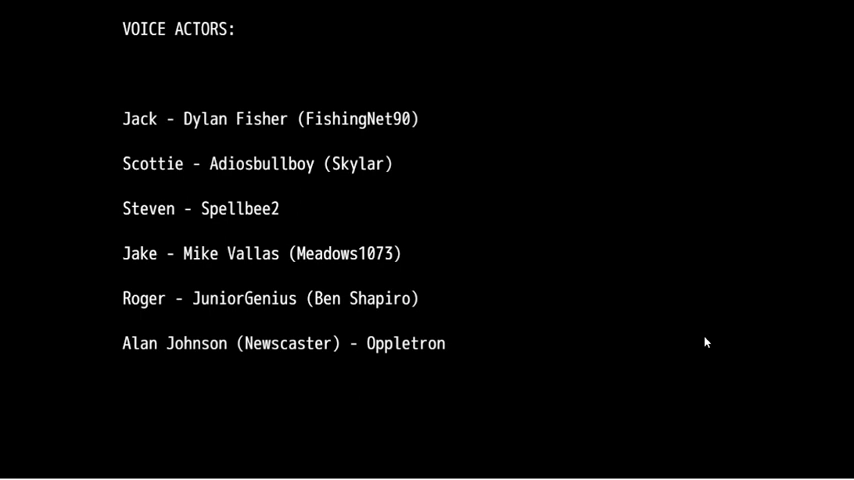 VOICE ACTORS:
Jack - Dylan Fisher (FishingNet90)
Scottie - Adiosbullboy (Skylar)
Steven - Spellbee2
Jake - Mike Vallas (Meadows1073)
Roger - JuniorGenius (Ben Shapiro)
Alan Johnson (Newscaster) - Oppletron